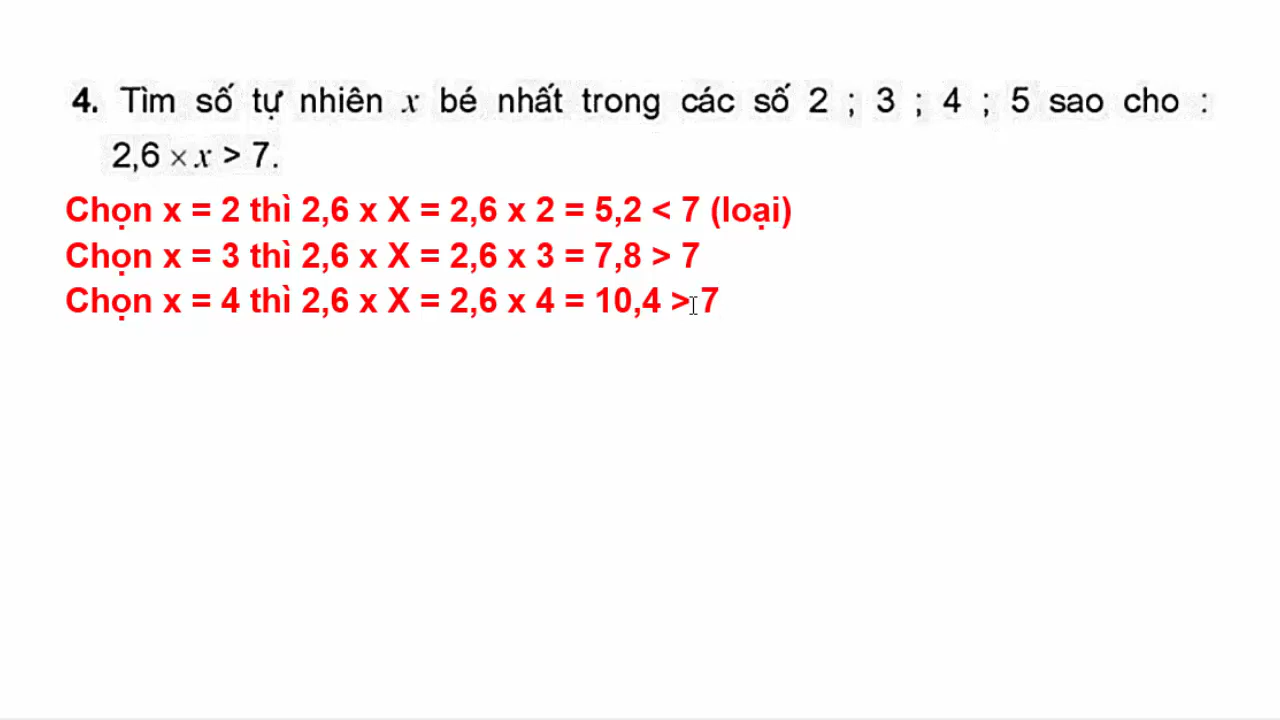 4. Tìm số tự nhiên x bé nhất trong các số 2 ; 3 ; 4 ; 5 sao cho :
2,6 × x > 7.
Chọn x = 2 thì 2,6 x X = 2,6 x 2 = 5,2 < 7 (loại)
Chọn x = 3 thì 2,6 x X = 2,6 x 3 = 7,8 > 7
Chọn x = 4 thì 2,6 x X = 2,6 x 4 = 10,4 > 7